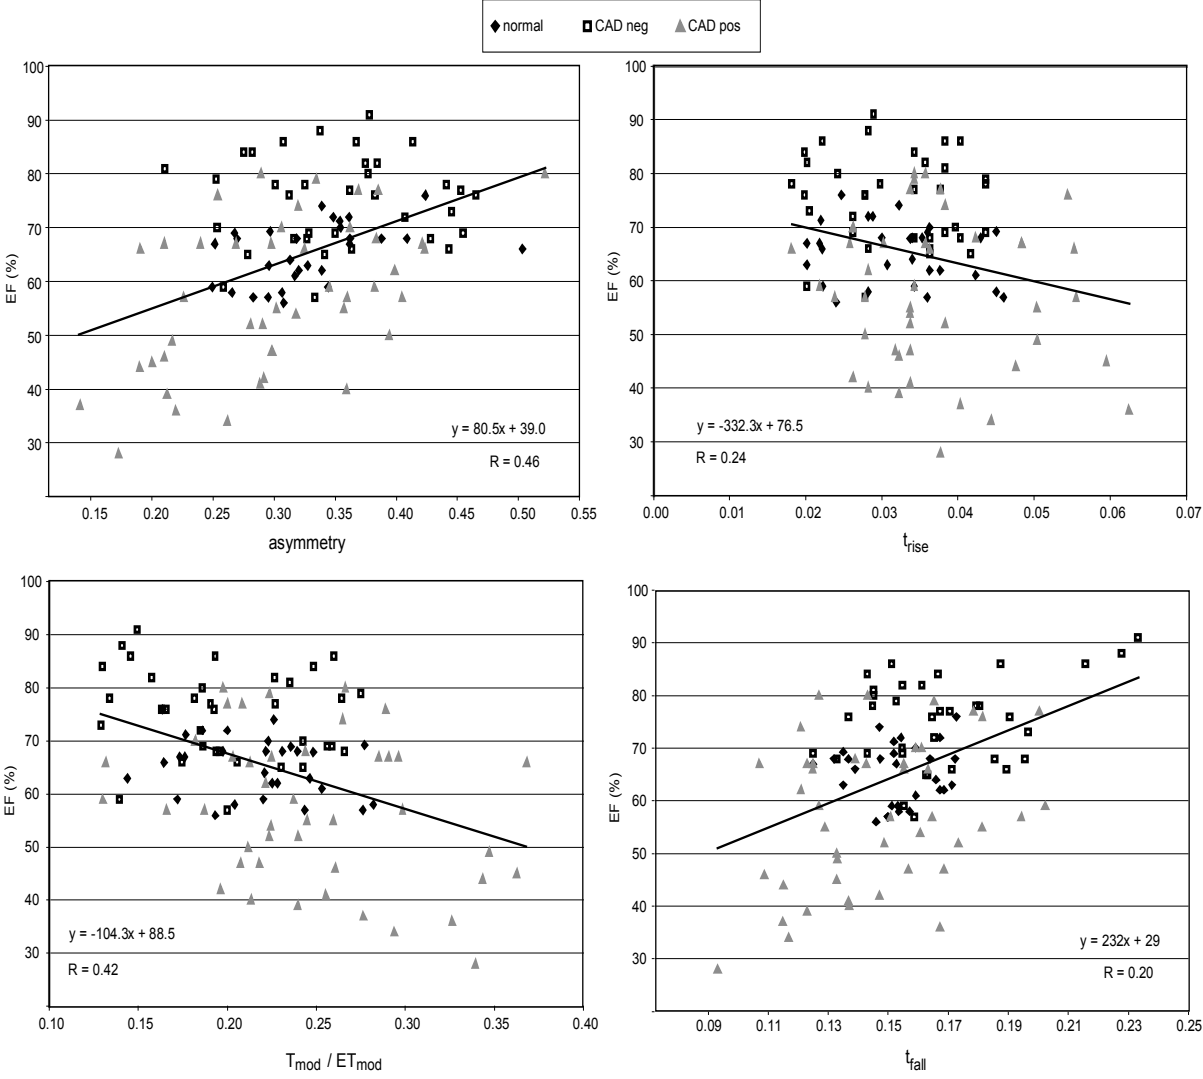 normal CAD neg CAD pos
100
90
80
70
60
50
40
30
EF (%)
y = 80.5x + 39.0
R = 0.46
0.15 0.20 0.25 0.30 0.35 0.40 0.45 0.50 0.55
asymmetry
100
90
80
70
60
50
40
30
EF (%)
y = -332.3x + 76.5
R = 0.24
0.00 0.01 0.02 0.03 0.04 0.05 0.06 0.07
trise
100
90
80
70
60
50
40
30
EF (%)
y = -104.3x + 88.5
R = 0.42
0.10 0.15 0.20 0.25 0.30 0.35 0.40
Tmod / ETmod
100
90
80
70
60
50
40
30
EF (%)
y = 232x + 29
R = 0.20
0.09 0.11 0.13 0.15 0.17 0.19 0.21 0.23 0.25
tfall